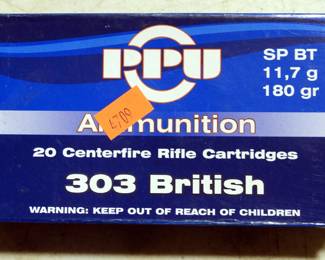 PPU
SP BT
11,7 g
180 gr
Ammunition
20 Centerfire Rifle Cartridges
303 British
WARNING: KEEP OUT OF REACH OF CHILDREN